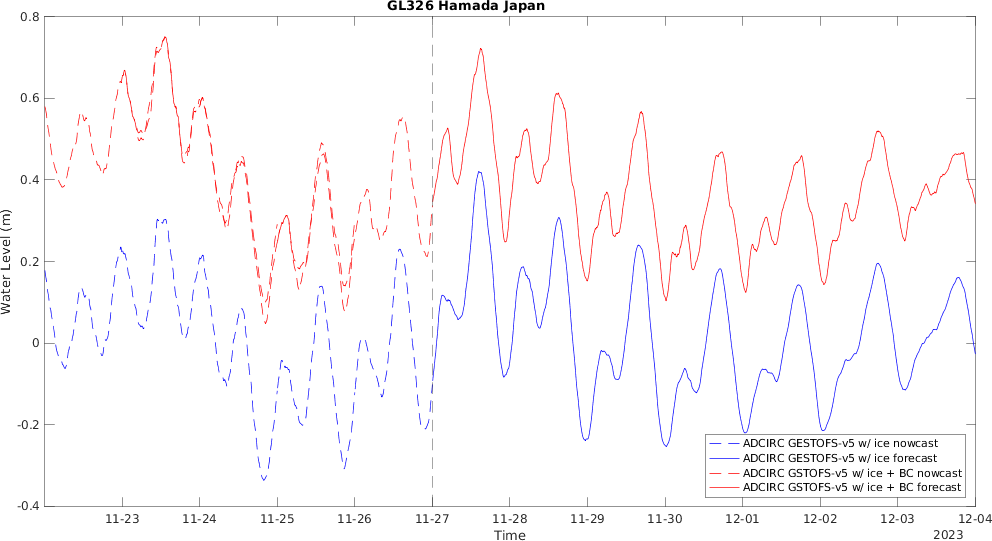 GL326 Hamada Japan
0.8
0.6
0.4
0.2
0
-0.2
-0.4
Water Level (m)
ADCIRC GESTOFS-v5 w/ ice nowcast
ADCIRC GESTOFS-v5 w/ ice forecast
ADCIRC GSTOFS-v5 w/ ice + BC nowcast
ADCIRC GSTOFS-v5 w/ ice + BC forecast
11-23 11-24 11-25 11-26 11-27 11-28 11-29 11-30 12-01 12-02 12-03 12-04
Time
2023